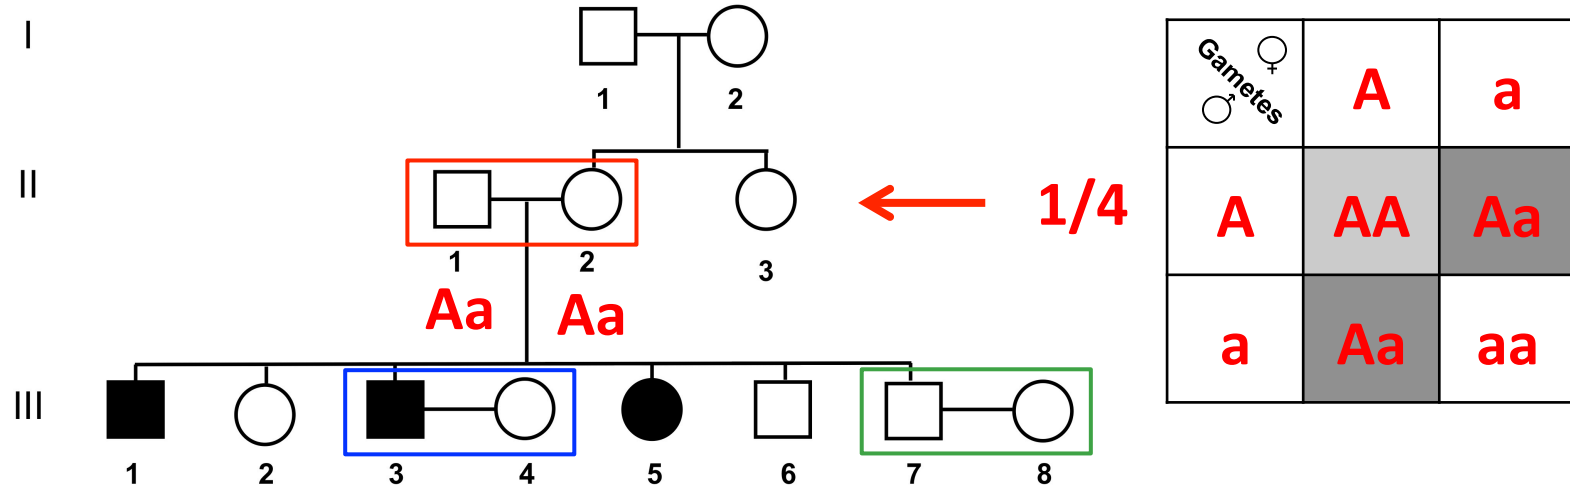 I
1 2
II
1 2 3
Aa Aa
1/4
III
1 2 3 4 5 6 7 8
Gametes ♀ ♂ A a
A AA Aa
a Aa aa